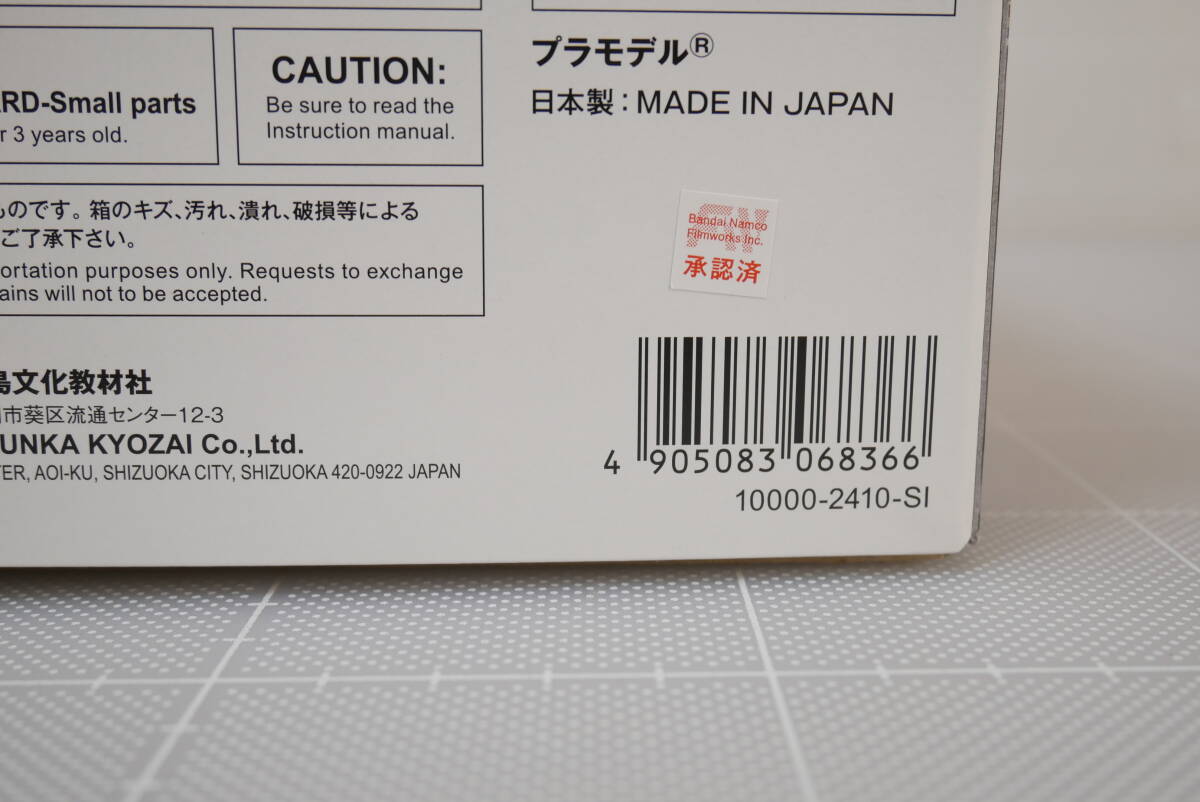 RD-Small parts
3 years old.
CAUTION:
Be sure to read the
Instruction manual.
プラモデル®
日本製：MADE IN JAPAN
ものです。箱のキズ、汚れ、潰れ、破損等による
ご了承下さい。
ortation purposes only. Requests to exchange
ains will not to be accepted.
Bandai Namco
Filmworks Inc.
承認済
島文化教材社
市葵区流通センター12-3
UNKA KYOZAI Co.,Ltd.
TER, AOI-KU, SHIZUOKA CITY, SHIZUOKA 420-0922 JAPAN
4 905083 068366
10000-2410-SI